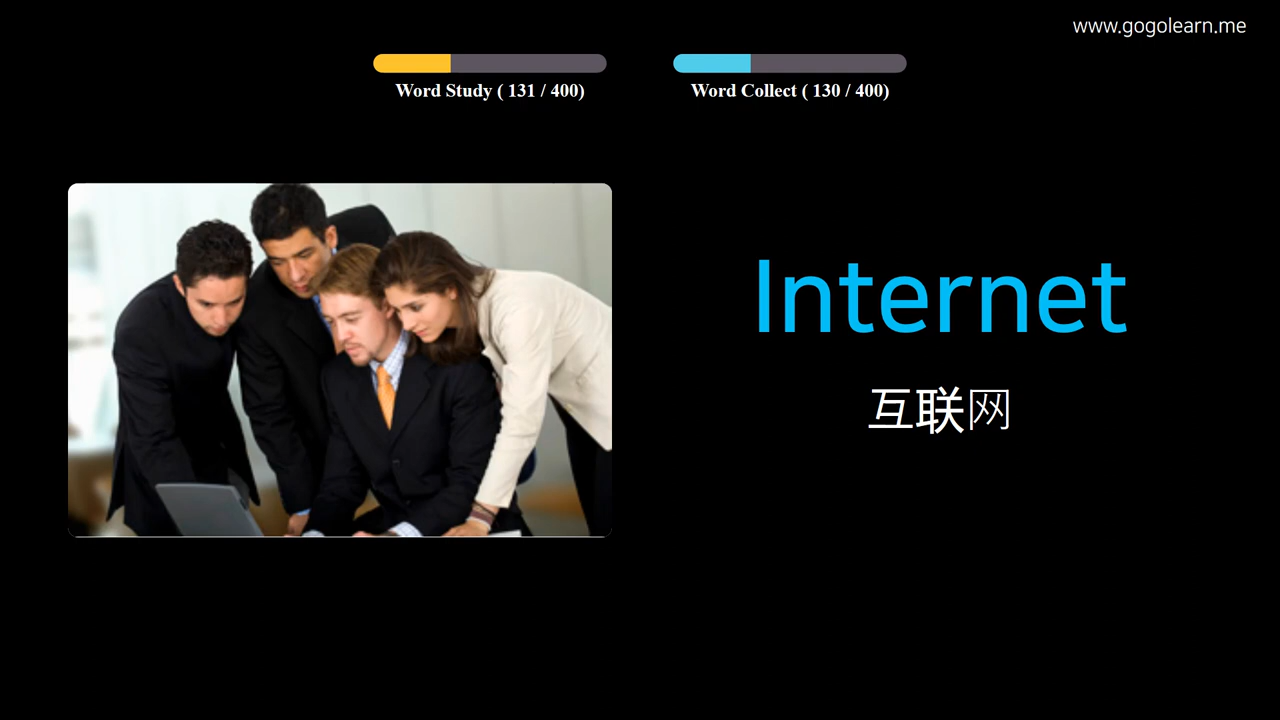 www.gogolearn.me
Word Study ( 131 / 400)
Word Collect ( 130 / 400)
Internet
互联网